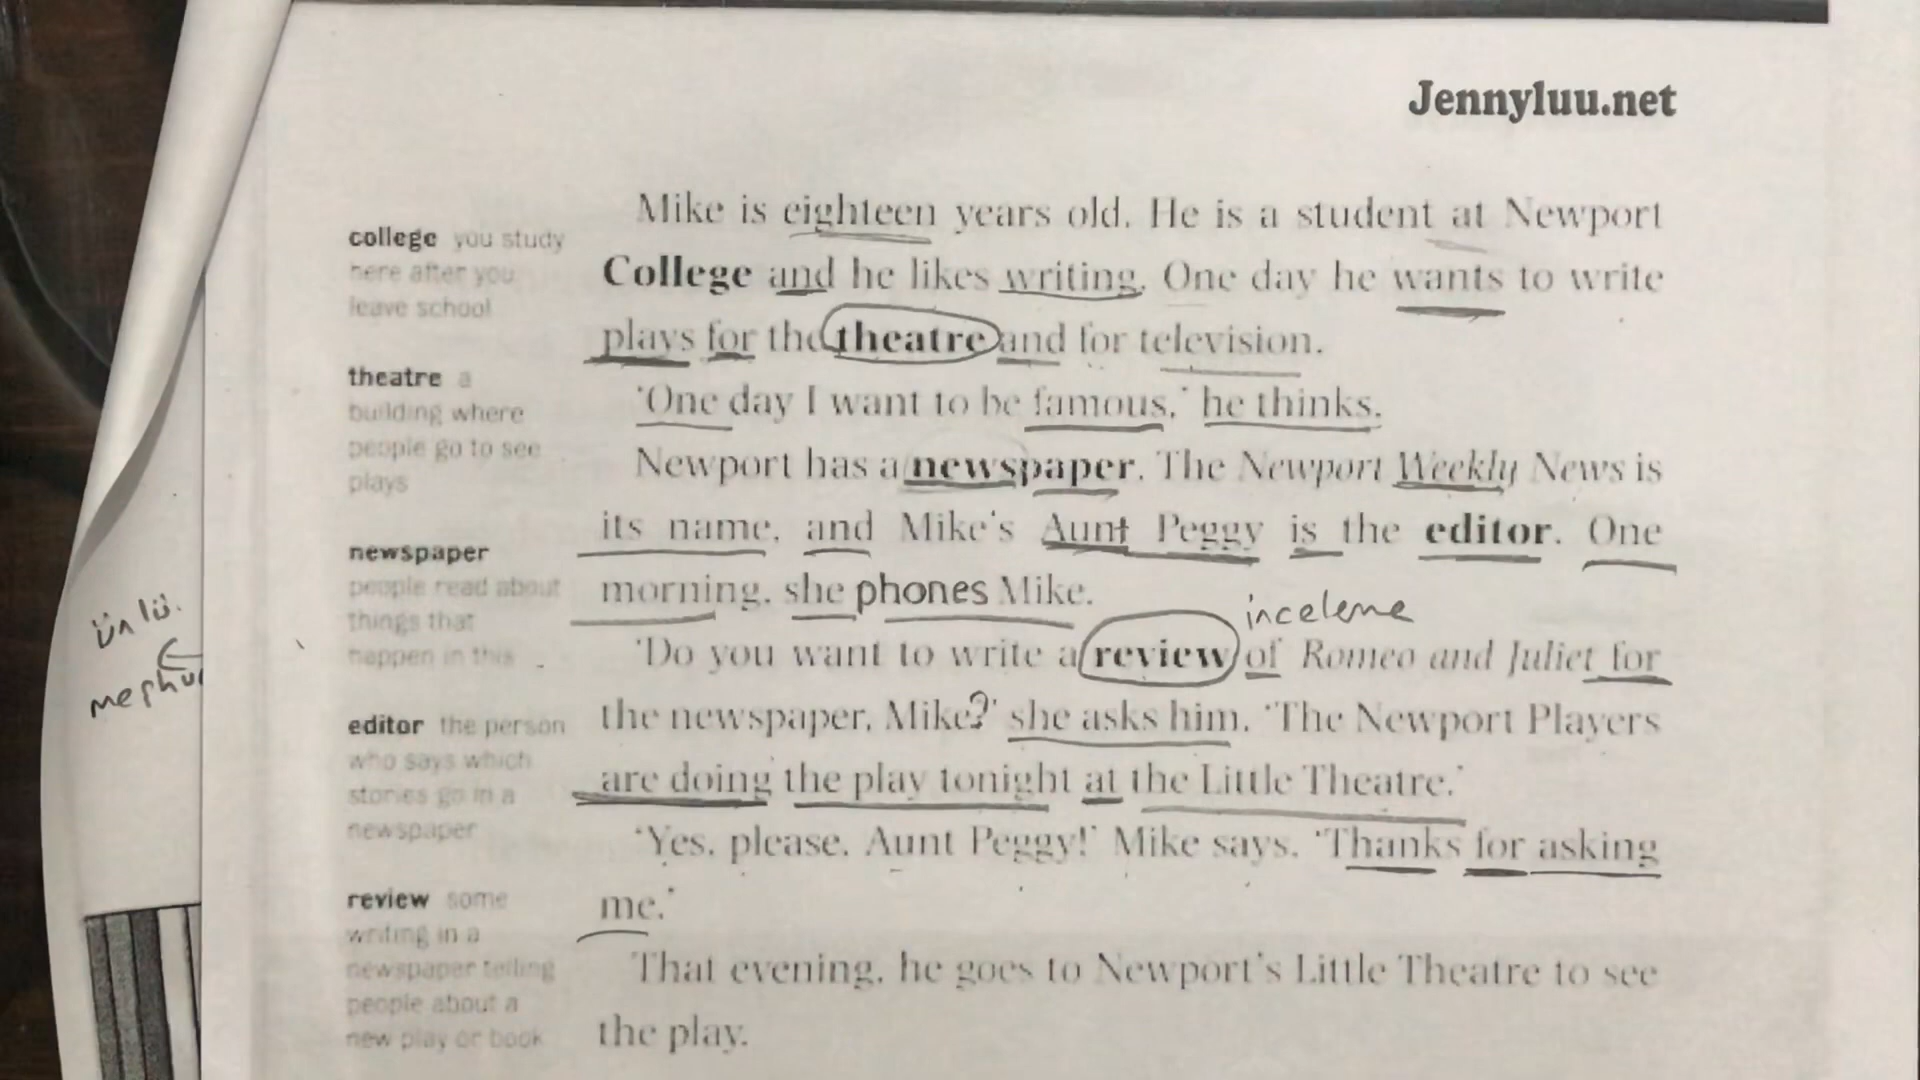 Jennyluu.net
Mike is eighteen years old. He is a student at Newport
College and he likes writing. One day he wants to write
plays for the theatre and for television.
'One day I want to be famous,' he thinks.
Newport has a newspaper. The Newport Weekly News is
its name, and Mike's Aunt Peggy is the editor. One
morning, she phones Mike.
inceleme
'Do you want to write a review of Romeo and Juliet for
the newspaper, Mike?' she asks him. 'The Newport Players
are doing the play tonight at the Little Theatre.'
'Yes, please, Aunt Peggy!' Mike says. 'Thanks for asking
me.'
That evening, he goes to Newport's Little Theatre to see
the play.
college you study
here after you
leave school
theatre a
building where
people go to see
plays
newspaper
people read about
things that
happen in this
editor the person
who says which
stories go in a
newspaper
review some
writing in a
newspaper telling
people about a
new play or book
ünlü.